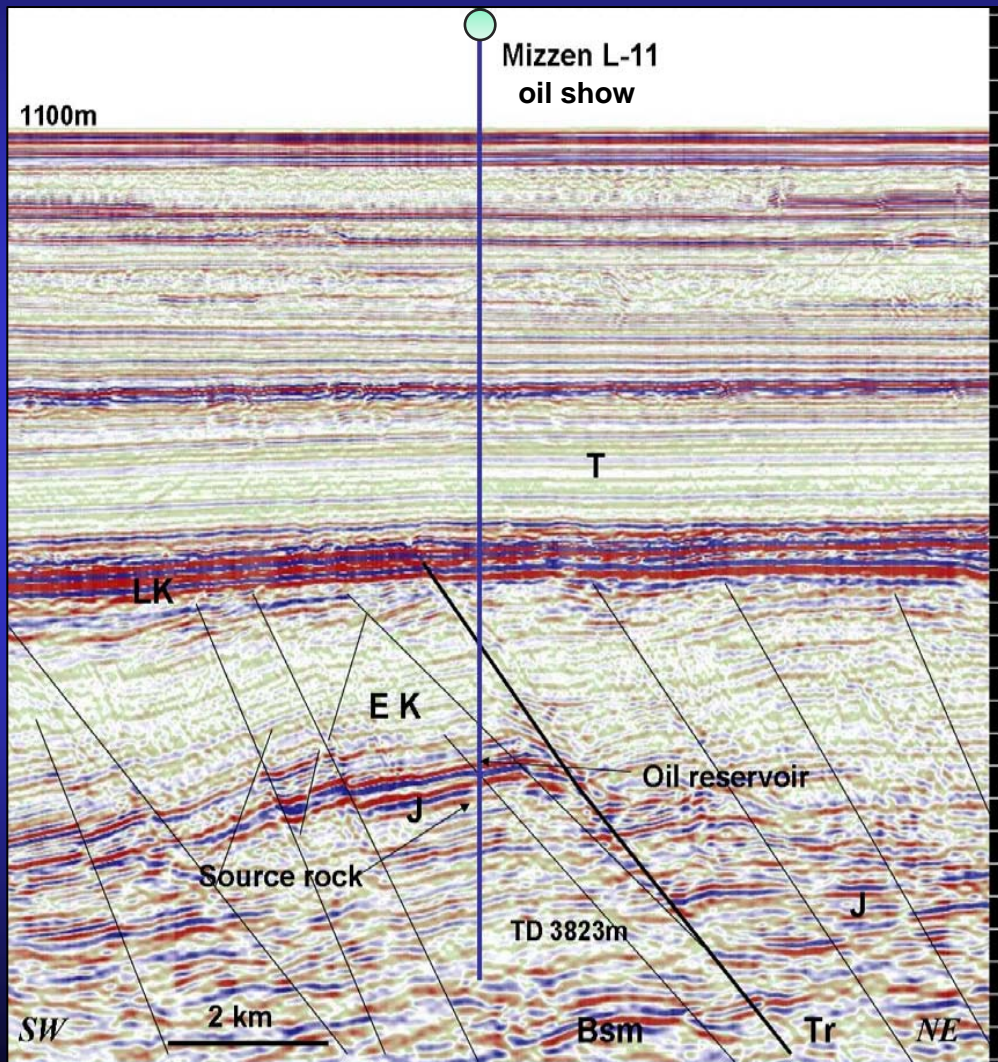 Mizzen L-11
oil show
1100m
T
LK
E K
Oil reservoir
J
Source rock
J
TD 3823m
2 km
SW
Bsm
Tr
NE